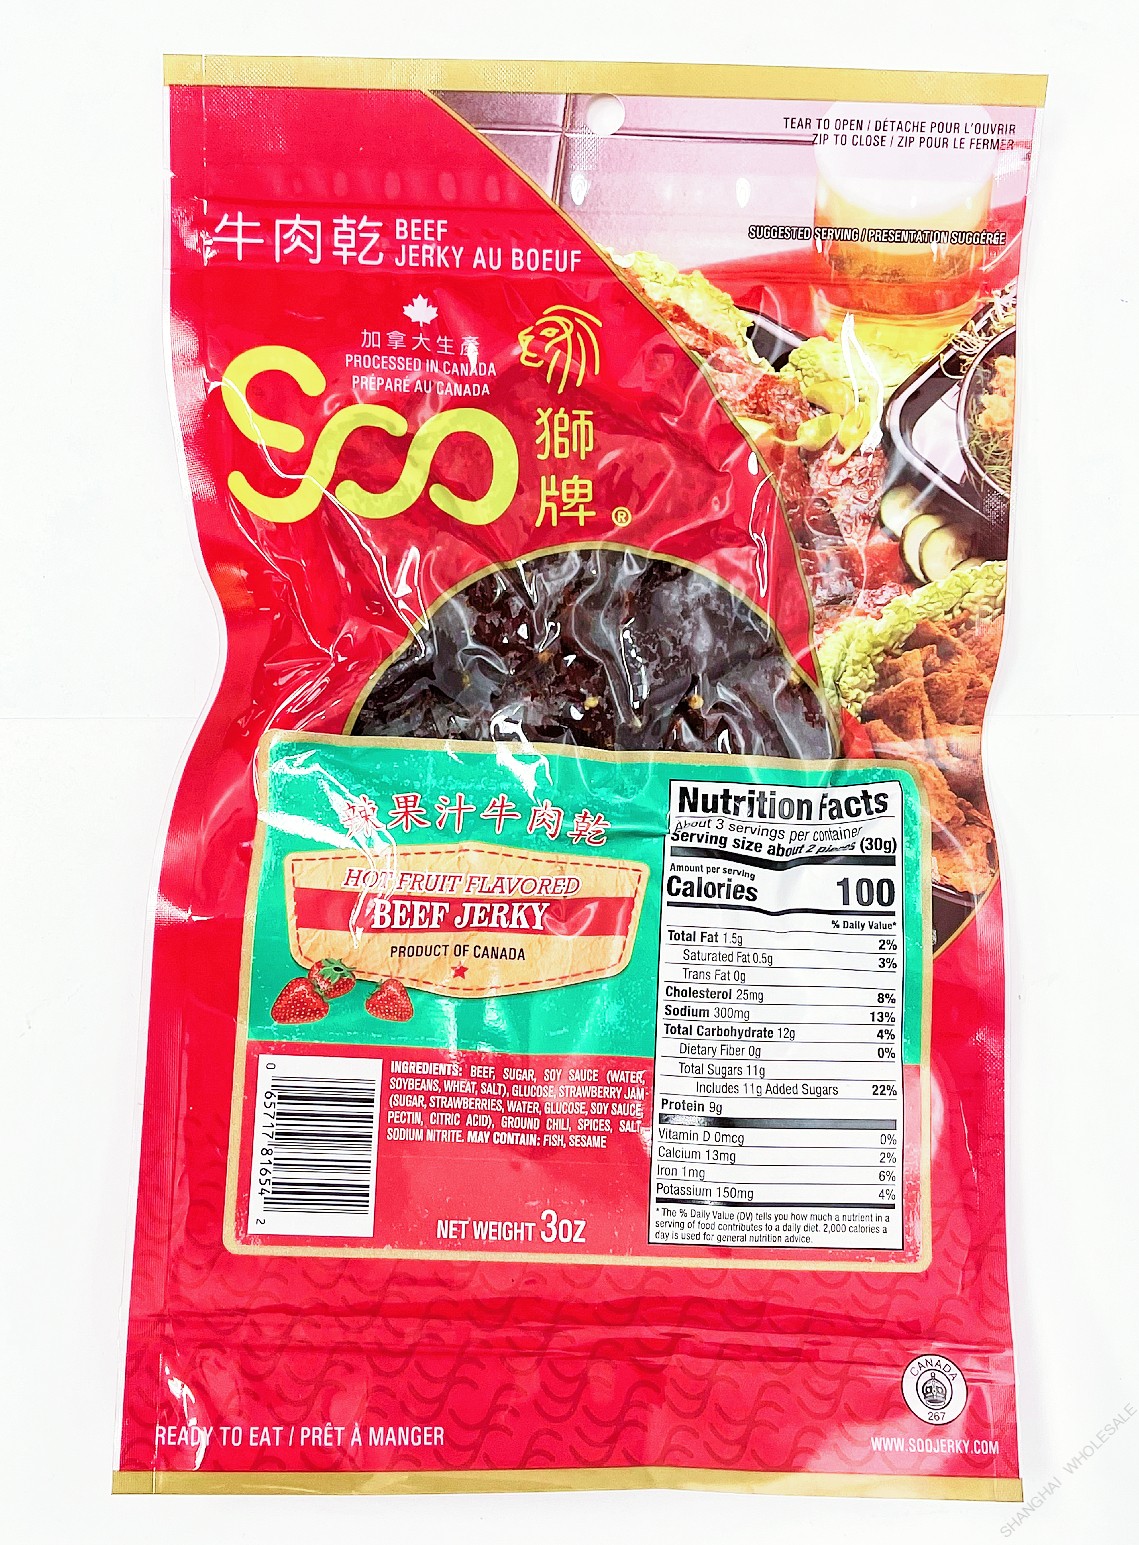 TEAR TO OPEN / DÉTACHE POUR L'OUVRIR
ZIP TO CLOSE / ZIP POUR LE FERMER
SUGGESTED SERVING / PRESENTATION SUGGÉRÉE
牛肉乾 BEEF
JERKY AU BOEUF
加拿大生產
PROCESSED IN CANADA
PRÉPARÉ AU CANADA
Soo
獅牌®
辣果汁牛肉乾
HOT FRUIT FLAVORED
BEEF JERKY
PRODUCT OF CANADA
Nutrition Facts
About 3 servings per container
Serving size about 2 pieces (30g)
Amount per serving
Calories 100
% Daily Value*
Total Fat 1.5g 2%
Saturated Fat 0.5g 3%
Trans Fat 0g
Cholesterol 25mg 8%
Sodium 300mg 13%
Total Carbohydrate 12g 4%
Dietary Fiber 0g 0%
Total Sugars 11g
Includes 11g Added Sugars 22%
Protein 9g
Vitamin D 0mcg 0%
Calcium 13mg 2%
Iron 1mg 6%
Potassium 150mg 4%
* The % Daily Value (DV) tells you how much a nutrient in a
serving of food contributes to a daily diet. 2,000 calories a
day is used for general nutrition advice.
INGREDIENTS: BEEF, SUGAR, SOY SAUCE (WATER,
SOYBEANS, WHEAT, SALT), GLUCOSE, STRAWBERRY JAM
(SUGAR, STRAWBERRIES, WATER, GLUCOSE, SOY SAUCE,
PECTIN, CITRIC ACID), GROUND CHILI, SPICES, SALT,
SODIUM NITRITE. MAY CONTAIN: FISH, SESAME
0 65717 81654 2
NET WEIGHT 3OZ
CANADA
267
READY TO EAT / PRÊT À MANGER
WWW.SOOJERKY.COM
SHANGHAI WHOLESALE